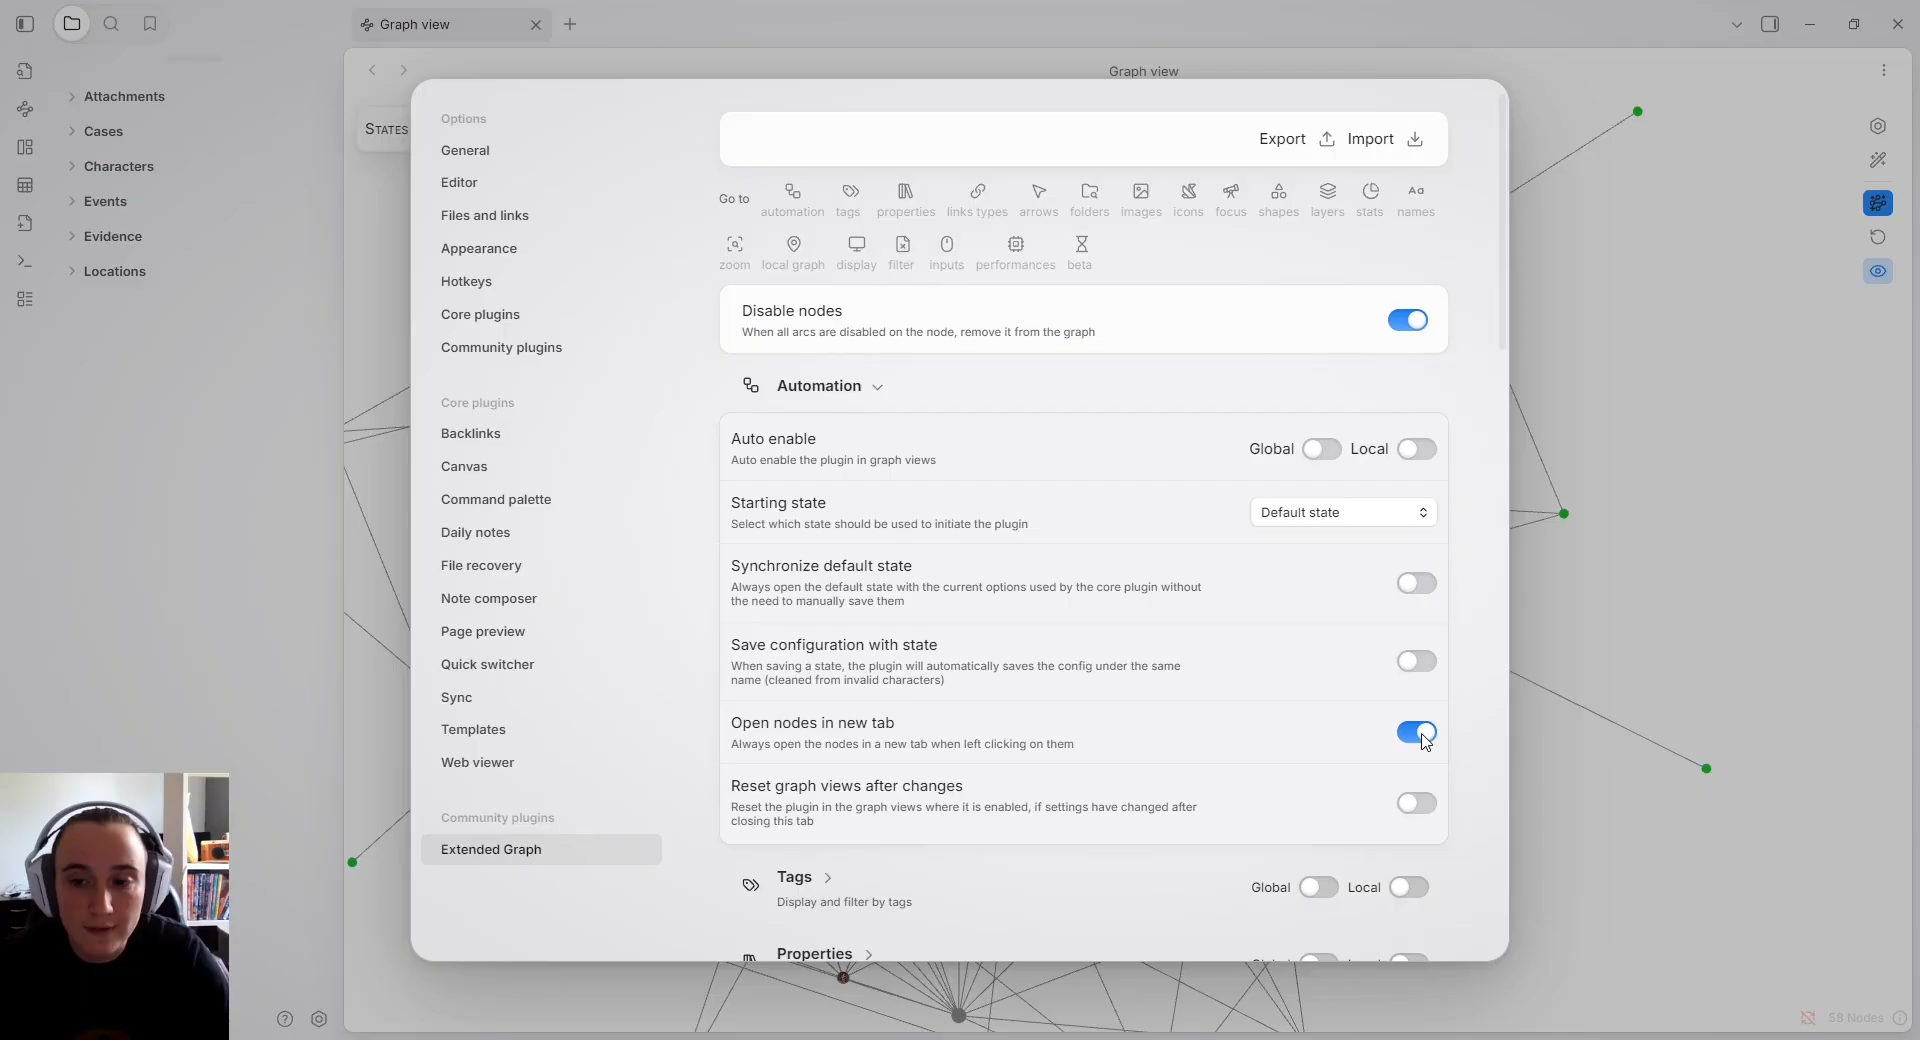 Graph view
Graph view
Attachments
Cases
Characters
Events
Evidence
Locations
STATES
Options
General
Editor
Files and links
Appearance
Hotkeys
Core plugins
Community plugins
Core plugins
Backlinks
Canvas
Command palette
Daily notes
File recovery
Note composer
Page preview
Quick switcher
Sync
Templates
Web viewer
Community plugins
Extended Graph
Export Import
Go to automation tags properties links types arrows folders images icons focus shapes layers stats names
zoom local graph display filter inputs performances beta
Disable nodes
When all arcs are disabled on the node, remove it from the graph
Automation
Auto enable
Auto enable the plugin in graph views
Global Local
Starting state
Select which state should be used to initiate the plugin
Default state
Synchronize default state
Always open the default state with the current options used by the core plugin without
the need to manually save them
Save configuration with state
When saving a state, the plugin will automatically saves the config under the same
name (cleaned from invalid characters)
Open nodes in new tab
Always open the nodes in a new tab when left clicking on them
Reset graph views after changes
Reset the plugin in the graph views where it is enabled, if settings have changed after
closing this tab
Tags
Display and filter by tags
Global Local
Properties
58 Nodes